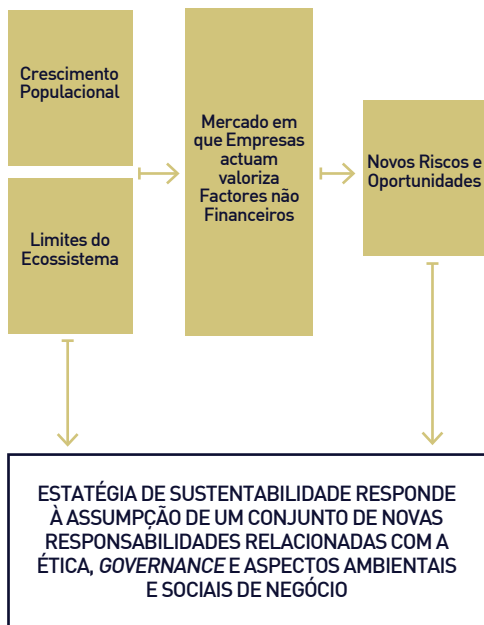 Crescimento
Populacional
Limites do
Ecossistema
Mercado em
que Empresas
actuam
valoriza
Factores não
Financeiros
Novos Riscos e
Oportunidades
ESTATÉGIA DE SUSTENTABILIDADE RESPONDE
À ASSUMPÇÃO DE UM CONJUNTO DE NOVAS
RESPONSABILIDADES RELACIONADAS COM A
ÉTICA, GOVERNANCE E ASPECTOS AMBIENTAIS
E SOCIAIS DE NEGÓCIO